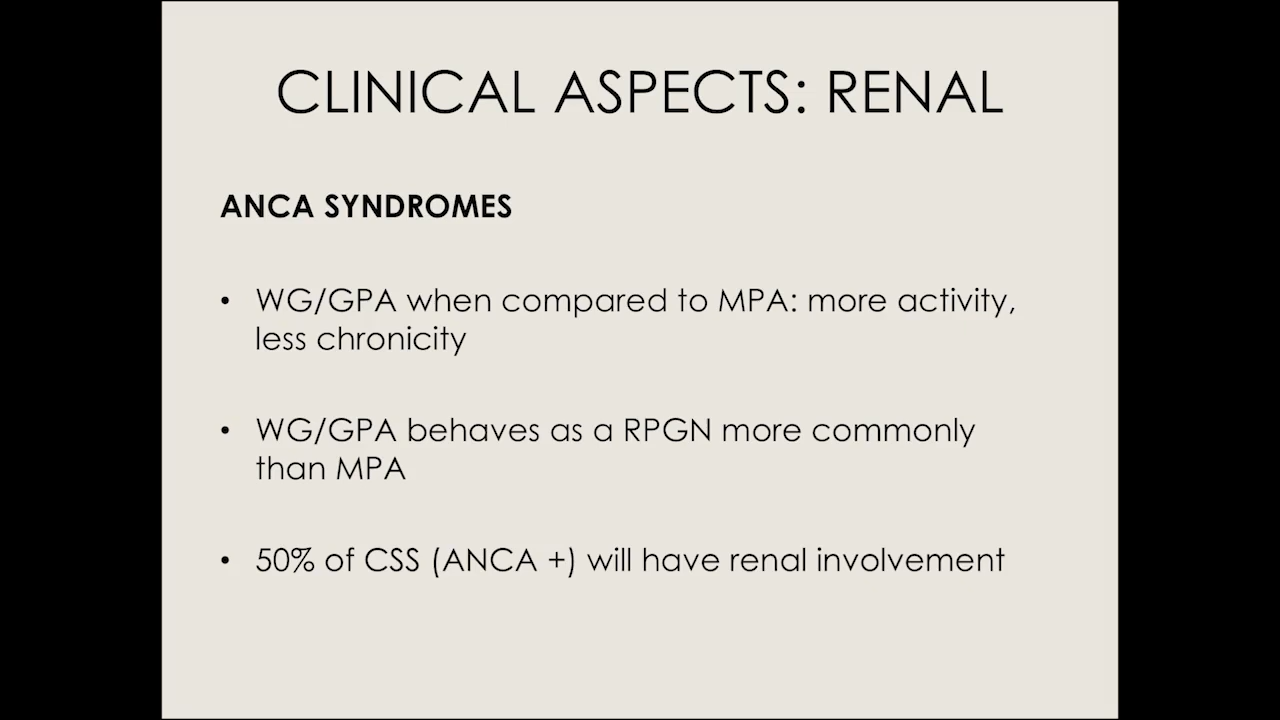 CLINICAL ASPECTS: RENAL
ANCA SYNDROMES
• WG/GPA when compared to MPA: more activity,
less chronicity
• WG/GPA behaves as a RPGN more commonly
than MPA
• 50% of CSS (ANCA +) will have renal involvement